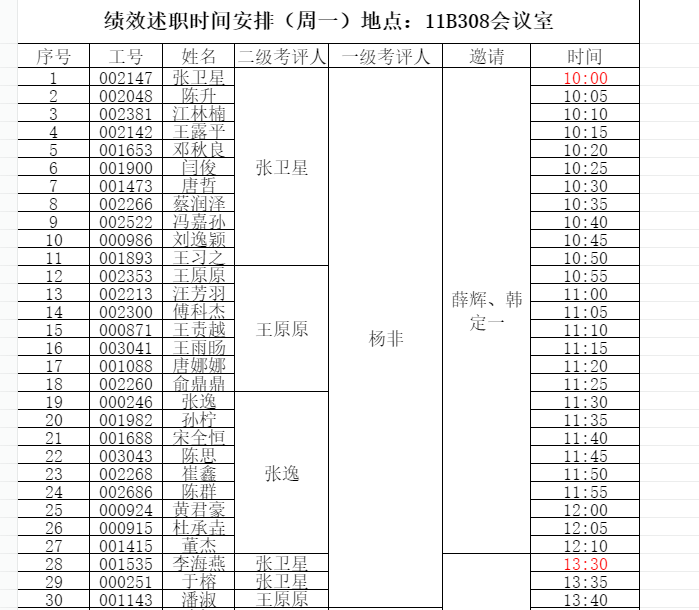 绩效述职时间安排（周一）地点：11B308会议室
序号 工号 姓名 二级考评人 一级考评人 邀请 时间
1 002147 张卫星 10:00
2 002048 陈升 10:05
3 002381 江林楠 10:10
4 002142 王露平 10:15
5 001653 邓秋良 10:20
6 001900 闫俊 张卫星 10:25
7 001473 唐哲 10:30
8 002266 蔡润泽 10:35
9 002522 冯嘉孙 10:40
10 000986 刘逸颖 10:45
11 001893 王习之 10:50
12 002353 王原原 10:55
13 002213 汪芳羽 薛辉、韩 11:00
14 002300 傅科杰 定一 11:05
15 000871 王责越 王原原 杨非 11:10
16 003041 王雨旸 11:15
17 001088 唐娜娜 11:20
18 002260 俞鼎鼎 11:25
19 000246 张逸 11:30
20 001982 孙柠 11:35
21 001688 宋全恒 11:40
22 003043 陈思 11:45
23 002268 崔鑫 张逸 11:50
24 002686 陈群 11:55
25 000924 黄君豪 12:00
26 000915 杜承垚 12:05
27 001415 董杰 12:10
28 001535 李海燕 张卫星 13:30
29 000251 于榕 张卫星 13:35
30 001143 潘淑 王原原 13:40